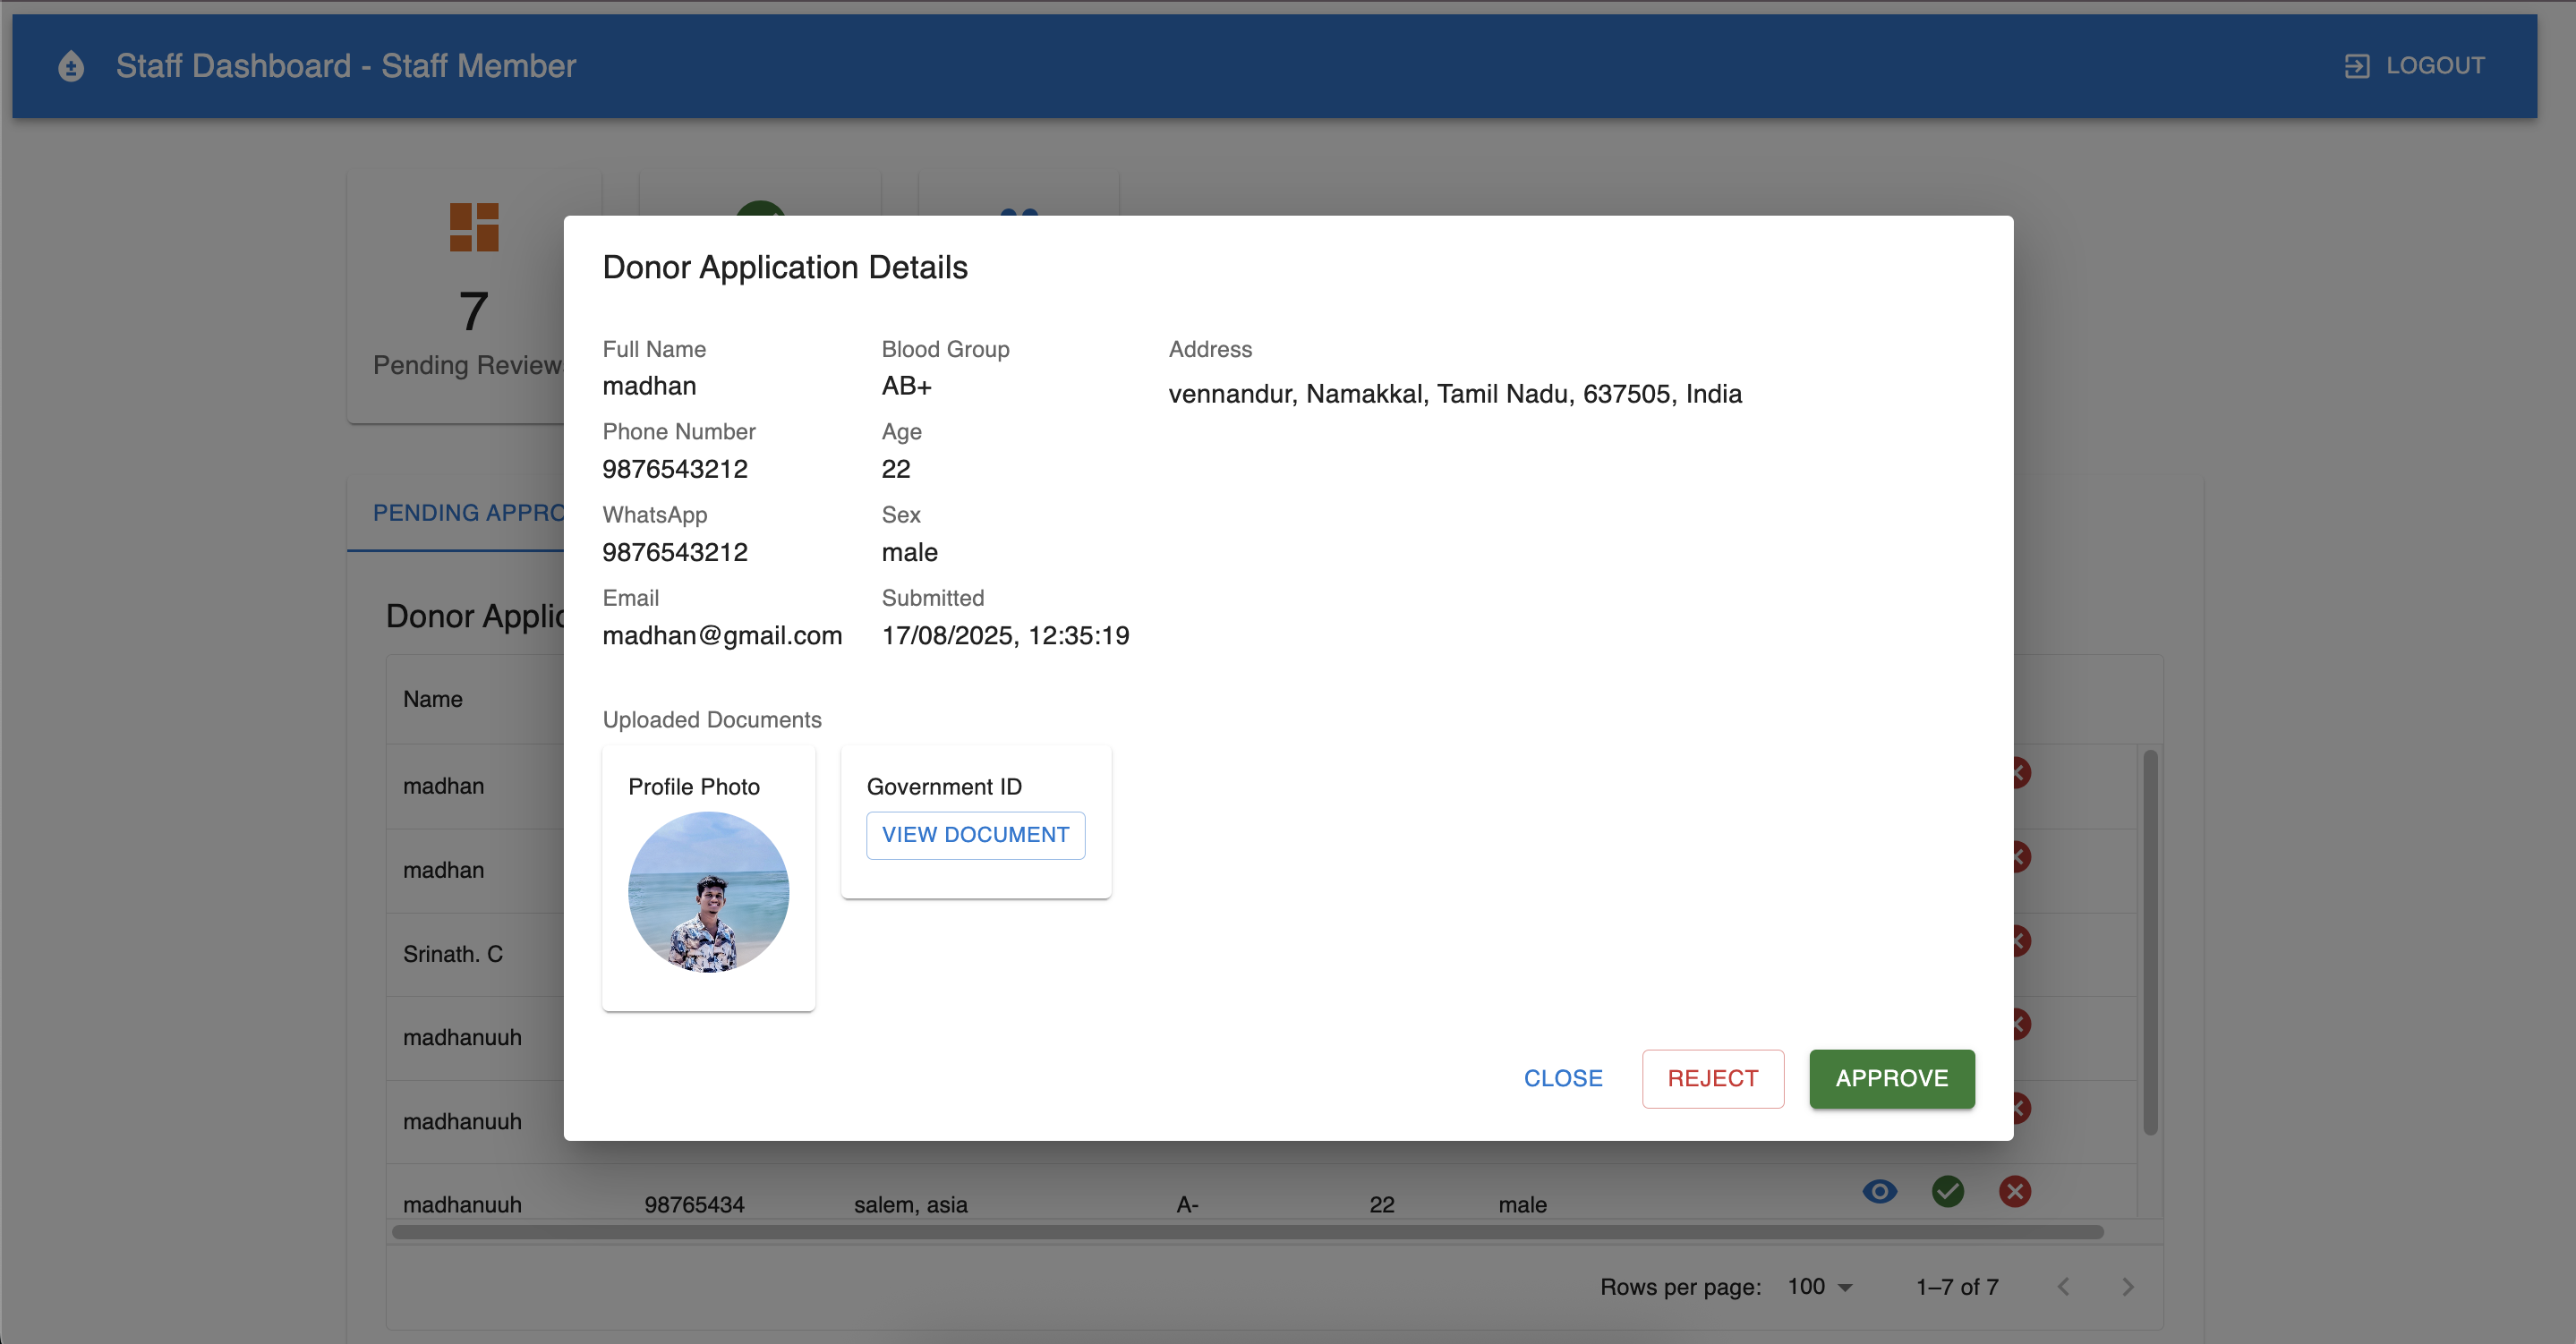 Staff Dashboard - Staff Member
LOGOUT
7
Pending
PENDING
Donor
Name
madhan
madhan
Srinath. C
madhanuuh
madhanuuh
madhanuuh 98765434 salem, asia A- 22 male
Rows per page: 100 1–7 of 7
Donor Application Details
Full Name
madhan
Phone Number
9876543212
WhatsApp
9876543212
Email
madhan@gmail.com
Blood Group
AB+
Age
22
Sex
male
Submitted
17/08/2025, 12:35:19
Address
vennandur, Namakkal, Tamil Nadu, 637505, India
Uploaded Documents
Profile Photo
Government ID
VIEW DOCUMENT
CLOSE
REJECT
APPROVE